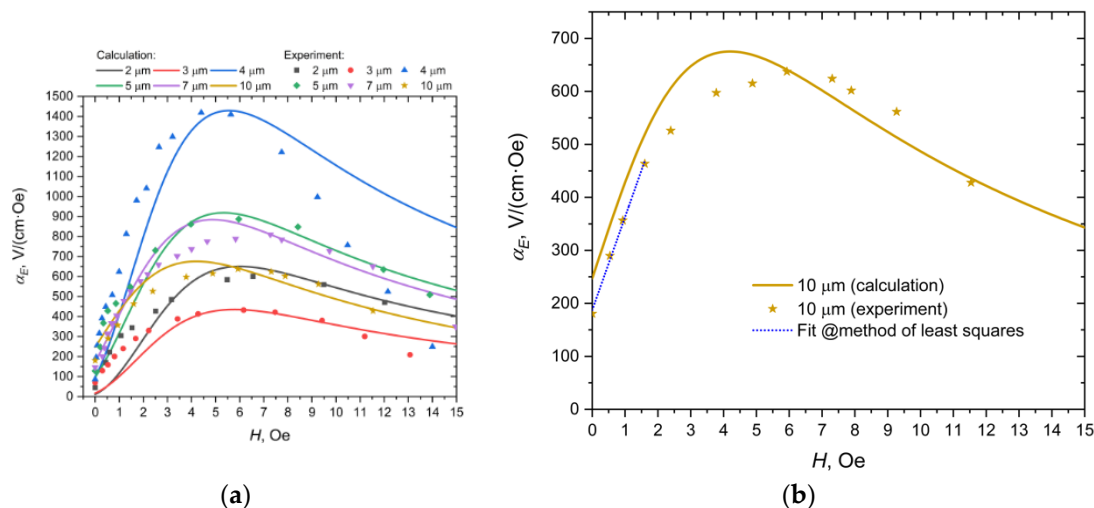 (a)
Calculation: Experiment:
2 μm 3 μm 4 μm 2 μm 3 μm 4 μm
5 μm 7 μm 10 μm 5 μm 7 μm 10 μm
1500
1400
1300
1200
1100
1000
900
800
700
600
500
400
300
200
100
0
αE, V/(cm·Oe)
0 1 2 3 4 5 6 7 8 9 10 11 12 13 14 15
H, Oe
(b)
700
600
500
400
300
200
100
0
αE, V/(cm·Oe)
10 μm (calculation)
10 μm (experiment)
Fit @method of least squares
0 1 2 3 4 5 6 7 8 9 10 11 12 13 14 15
H, Oe